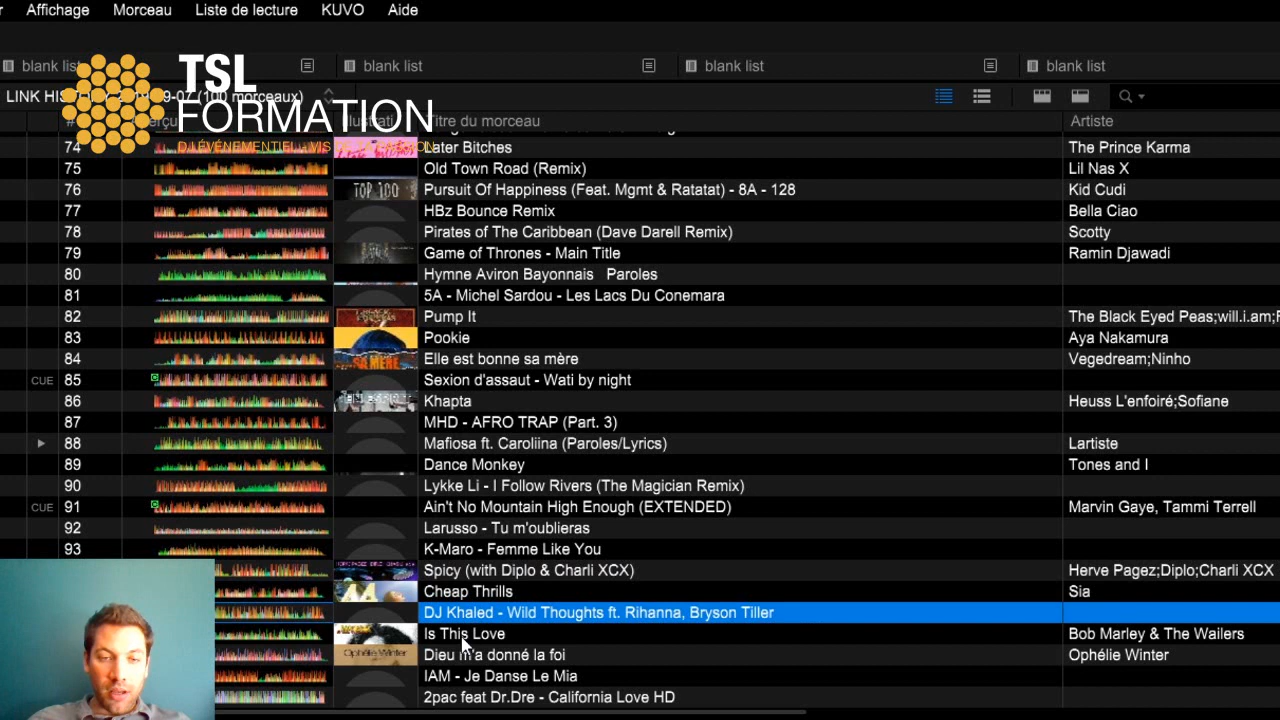 Affichage Morceau Liste de lecture KUVO Aide
blank list blank list blank list blank list
TSL
FORMATION
LINK HIS (100 morceaux)
# Titre du morceau Artiste
74 Later Bitches The Prince Karma
75 Old Town Road (Remix) Lil Nas X
TOP 100
76 Pursuit Of Happiness (Feat. Mgmt & Ratatat) - 8A - 128 Kid Cudi
77 HBz Bounce Remix Bella Ciao
78 Pirates of The Caribbean (Dave Darell Remix) Scotty
79 Game of Thrones - Main Title Ramin Djawadi
80 Hymne Aviron Bayonnais Paroles
81 5A - Michel Sardou - Les Lacs Du Conemara
82 Pump It The Black Eyed Peas;will.i.am;F
83 Pookie Aya Nakamura
84 Elle est bonne sa mère Vegedream;Ninho
CUE 85 Sexion d'assaut - Wati by night
86 Khapta Heuss L'enfoiré;Sofiane
87 MHD - AFRO TRAP (Part. 3)
88 Mafiosa ft. Caroliina (Paroles/Lyrics) Lartiste
89 Dance Monkey Tones and I
90 Lykke Li - I Follow Rivers (The Magician Remix)
CUE 91 Ain't No Mountain High Enough (EXTENDED) Marvin Gaye, Tammi Terrell
92 Larusso - Tu m'oublieras
93 K-Maro - Femme Like You
Spicy (with Diplo & Charli XCX) Herve Pagez;Diplo;Charli XCX
Cheap Thrills Sia
DJ Khaled - Wild Thoughts ft. Rihanna, Bryson Tiller
Is This Love Bob Marley & The Wailers
Ophélie Winter Dieu m'a donné la foi Ophélie Winter
IAM - Je Danse Le Mia
2pac feat Dr.Dre - California Love HD